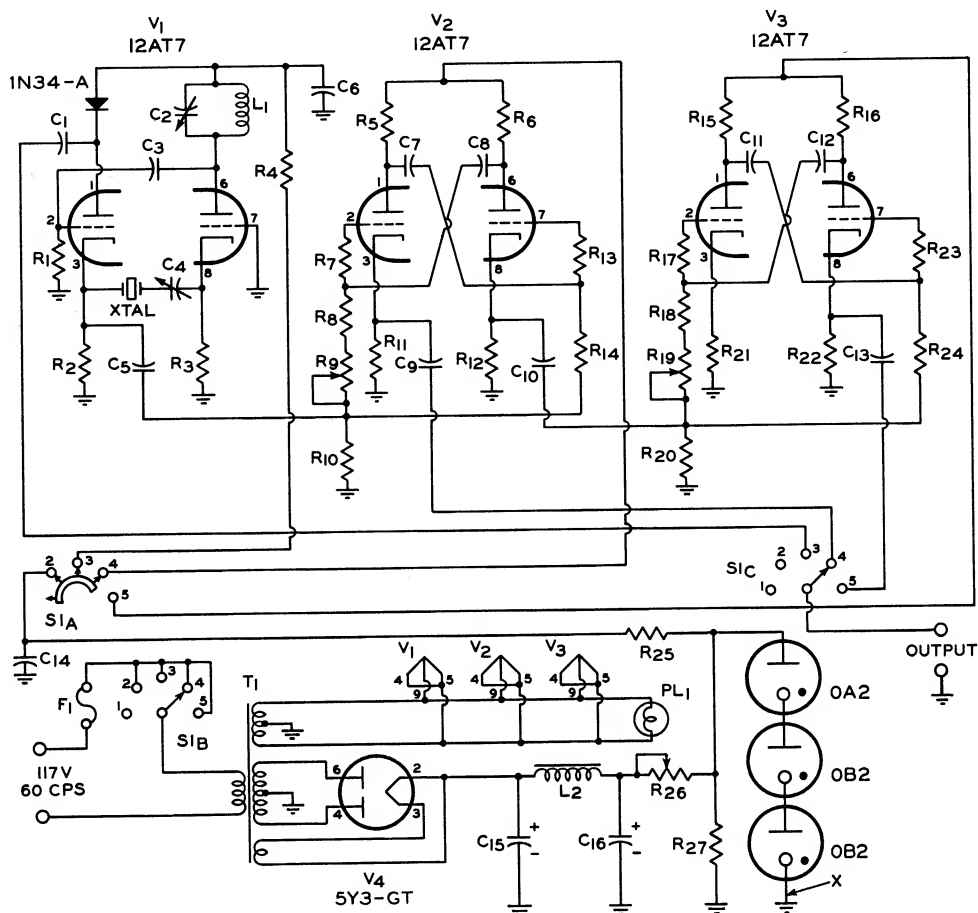 V1
12AT7
V2
12AT7
V3
12AT7
1N34-A
C1
C2
L1
C6
C3
R4
1
6
2
7
3
8
R1
C4
XTAL
R2
C5
R3
R5
R6
C7
C8
1
6
2
7
3
8
R7
R13
R8
R9
R11
C9
R12
C10
R14
R10
R15
R16
C11
C12
1
6
2
7
3
8
R17
R23
R18
R19
R21
R22
C13
R24
R20
2
3
4
5
S1A
1
2
3
4
5
S1C
OUTPUT
C14
F1
1
2
3
4
5
S1B
117V
60 CPS
T1
V1
4
9
5
V2
4
9
5
V3
4
9
5
PL1
R25
0A2
0B2
0B2
X
6
4
2
3
V4
5Y3-GT
L2
R26
C15
+
-
C16
+
-
R27